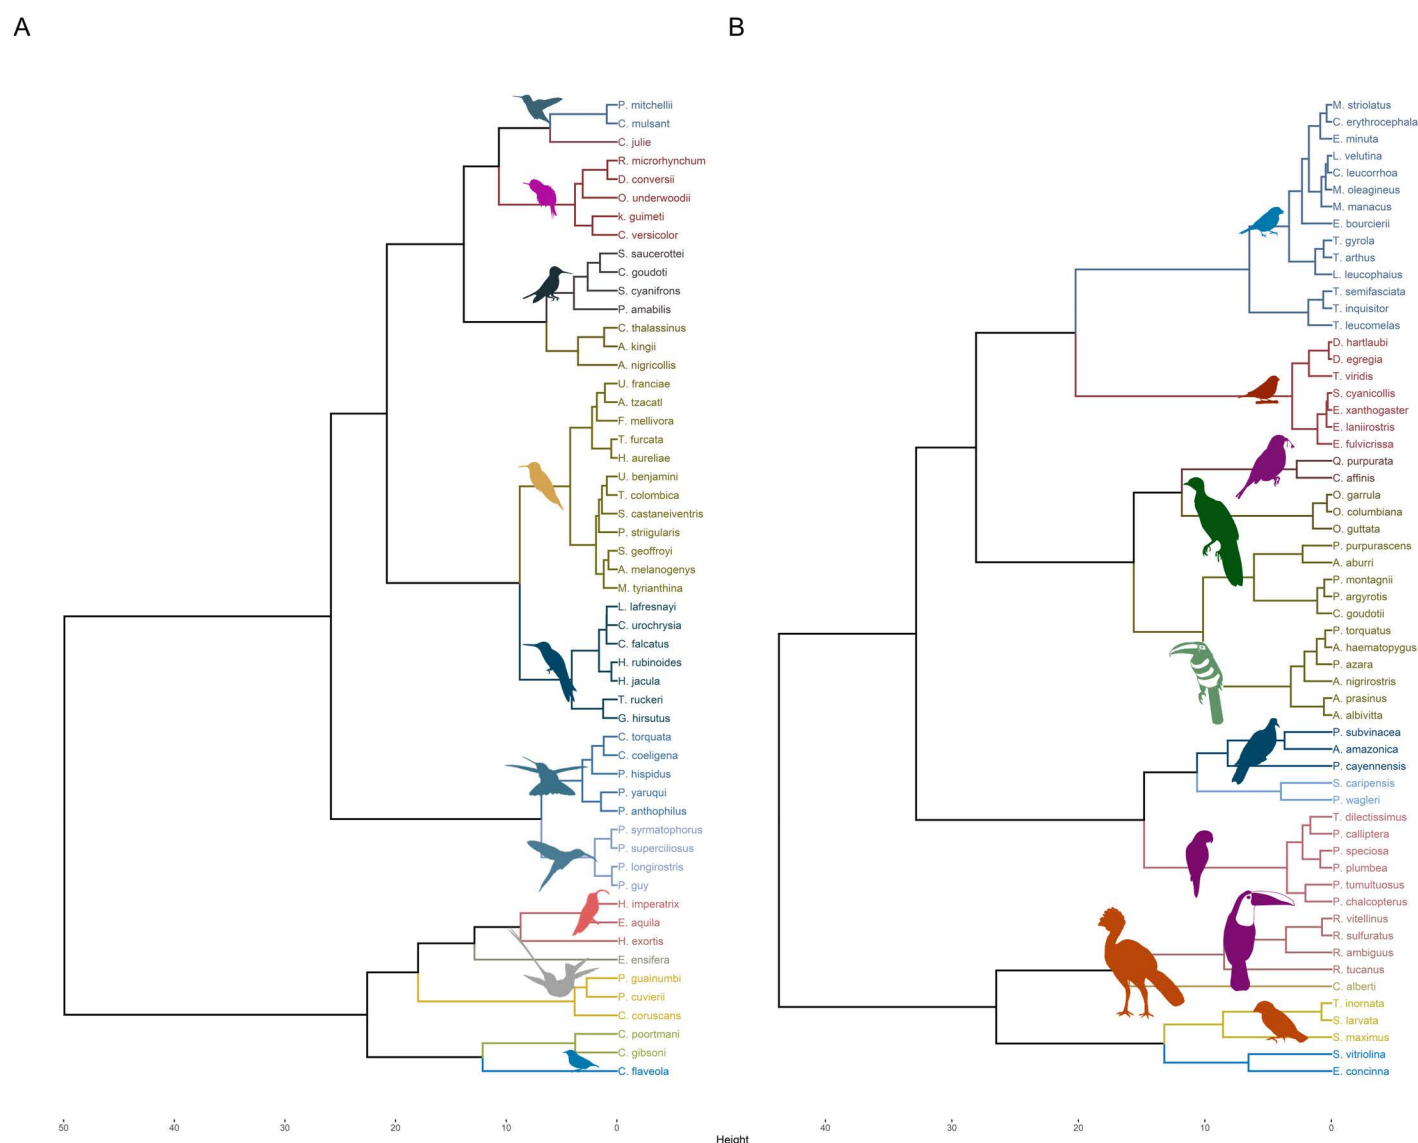 A
P. mitchellii
C. mulsant
C. julie
R. microrhynchum
D. conversii
O. underwoodii
k. guimeti
C. versicolor
S. saucerottei
C. goudoti
S. cyanifrons
P. amabilis
C. thalassinus
A. kingii
A. nigricollis
U. franciae
A. tzacatl
F. mellivora
T. furcata
H. aureliae
U. benjamini
T. colombica
S. castaneiventris
P. striigularis
S. geoffroyi
A. melanogenys
M. tyrianthina
L. lafresnayi
C. urochrysia
C. falcatus
H. rubinoides
H. jacula
T. ruckeri
G. hirsutus
C. torquata
C. coeligena
P. hispidus
P. yaruqui
P. anthophilus
P. syrmatophorus
P. superciliosus
P. longirostris
P. guy
H. imperatrix
E. aquila
H. exortis
E. ensifera
P. guainumbi
P. cuvierii
C. coruscans
C. poortmani
C. gibsoni
C. flaveola
50 40 30 20 10 0
B
M. striolatus
C. erythrocephala
E. minuta
L. velutina
C. leucorrhoa
M. oleagineus
M. manacus
E. bourcierii
T. gyrola
T. arthus
L. leucophaius
T. semifasciata
T. inquisitor
T. leucomelas
D. hartlaubi
D. egregia
T. viridis
S. cyanicollis
E. xanthogaster
E. laniirostris
E. fulvicrissa
Q. purpurata
C. affinis
O. garrula
O. columbiana
O. guttata
P. purpurascens
A. aburri
P. montagnii
P. argyrotis
C. goudotii
P. torquatus
A. haematopygus
P. azara
A. nigrirostris
A. prasinus
A. albivitta
P. subvinacea
A. amazonica
P. cayennensis
S. caripensis
P. wagleri
T. dilectissimus
P. calliptera
P. speciosa
P. plumbea
P. tumultuosus
P. chalcopterus
R. vitellinus
R. sulfuratus
R. ambiguus
R. tucanus
C. alberti
T. inornata
S. larvata
S. maximus
S. vitriolina
E. concinna
40 30 20 10 0
Height